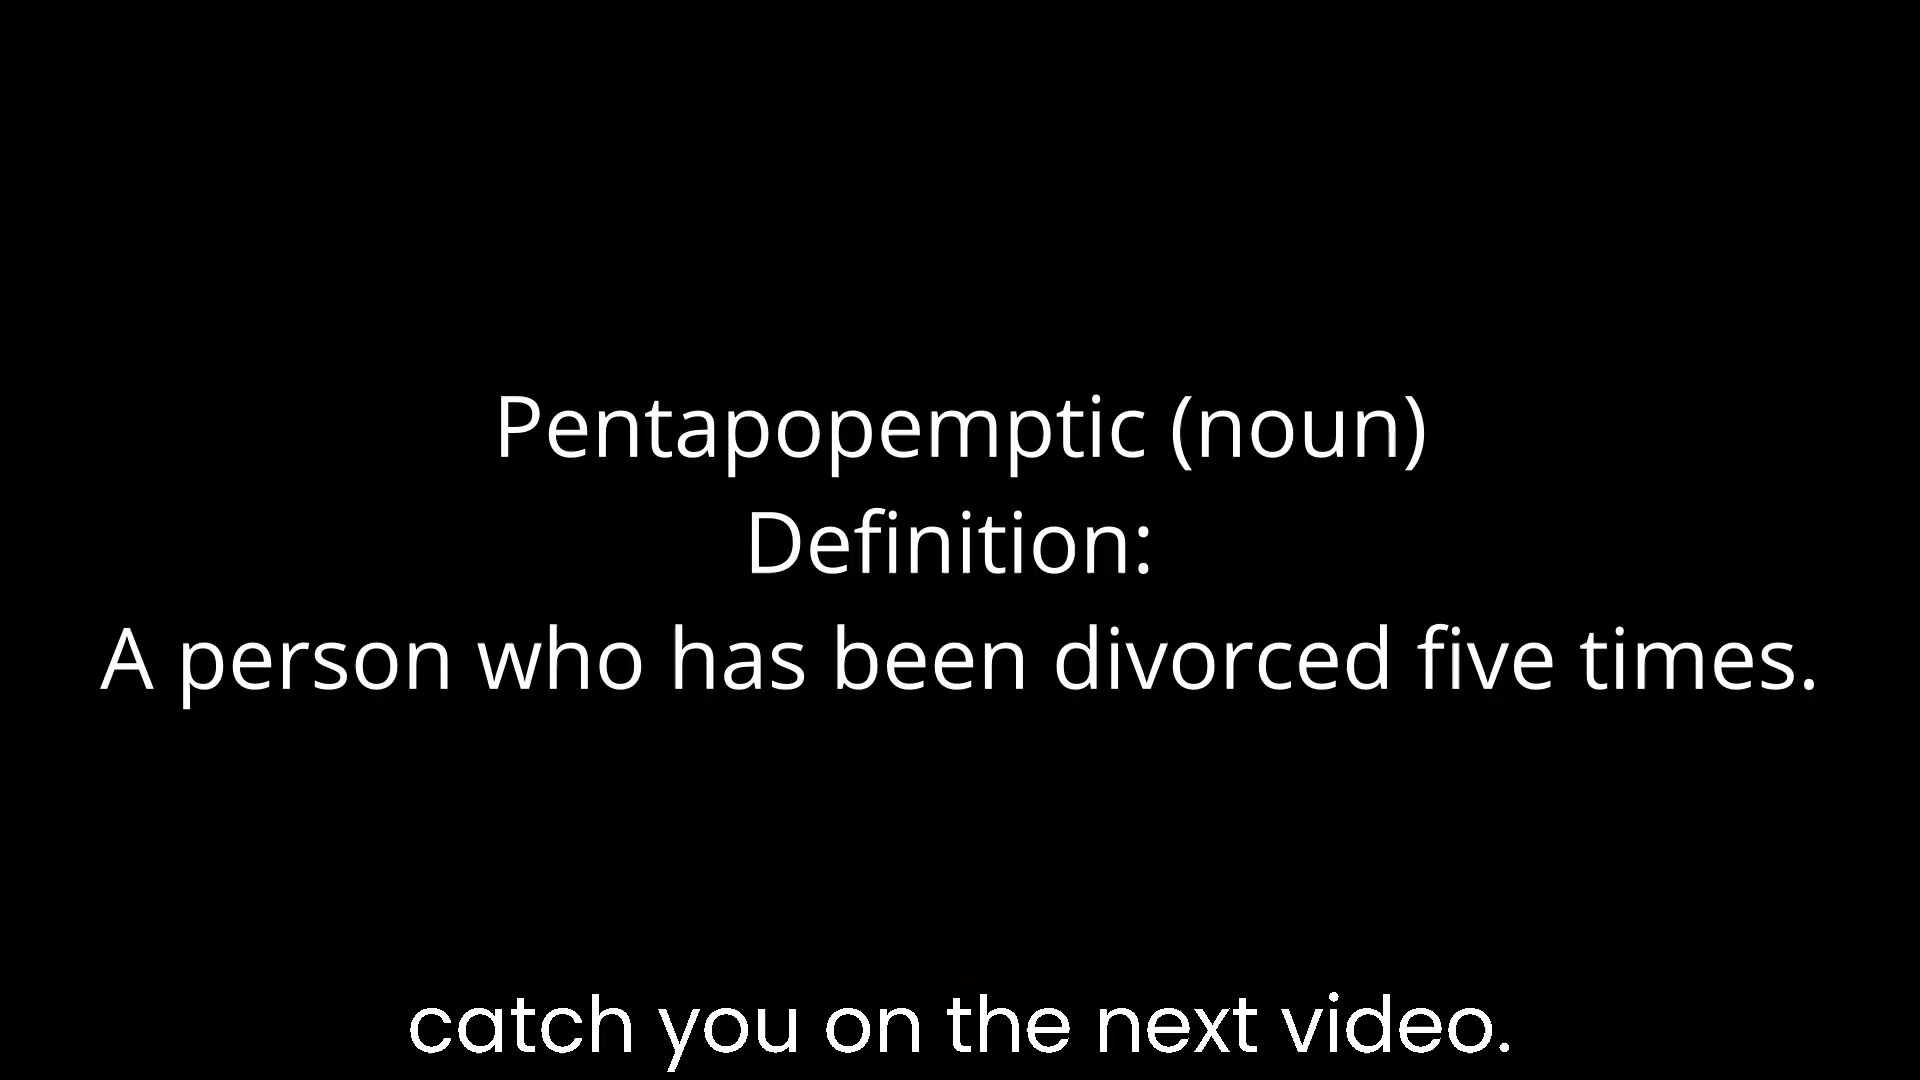 Pentapopemptic (noun)
Definition:
A person who has been divorced five times.
catch you on the next video.